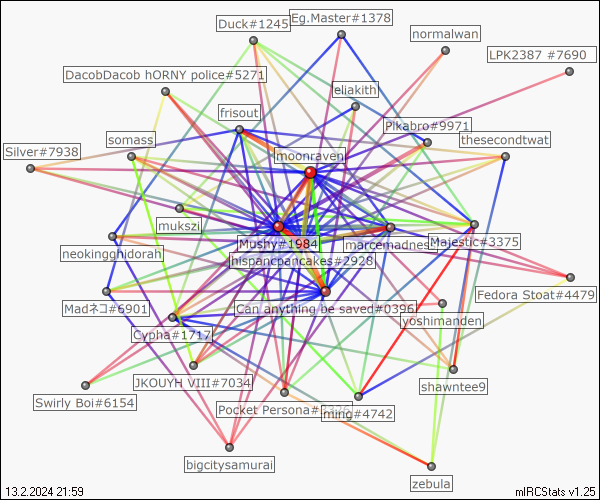 Eg.Master#1378
Duck#1245
normalwan
LPK2387 #7690
DacobDacob hORNY police#5271
eliakith
frisout
Pikabro#9971
somass
thesecondtwat
Silver#7938
moonraven
mukszi
Mushy#1984
marcemadnes
Majestic#3375
neokingghidorah
hispancpancakes#2928
Fedora Stoat#4479
Madネコ#6901
Can anything be saved#0396
yoshimanden
Cypha#1717
JKOUYH VIII#7034
shawntee9
Swirly Boi#6154
Pocket Persona#
ming#4742
bigcitysamurai
zebula
13.2.2024 21:59
mIRCStats v1.25